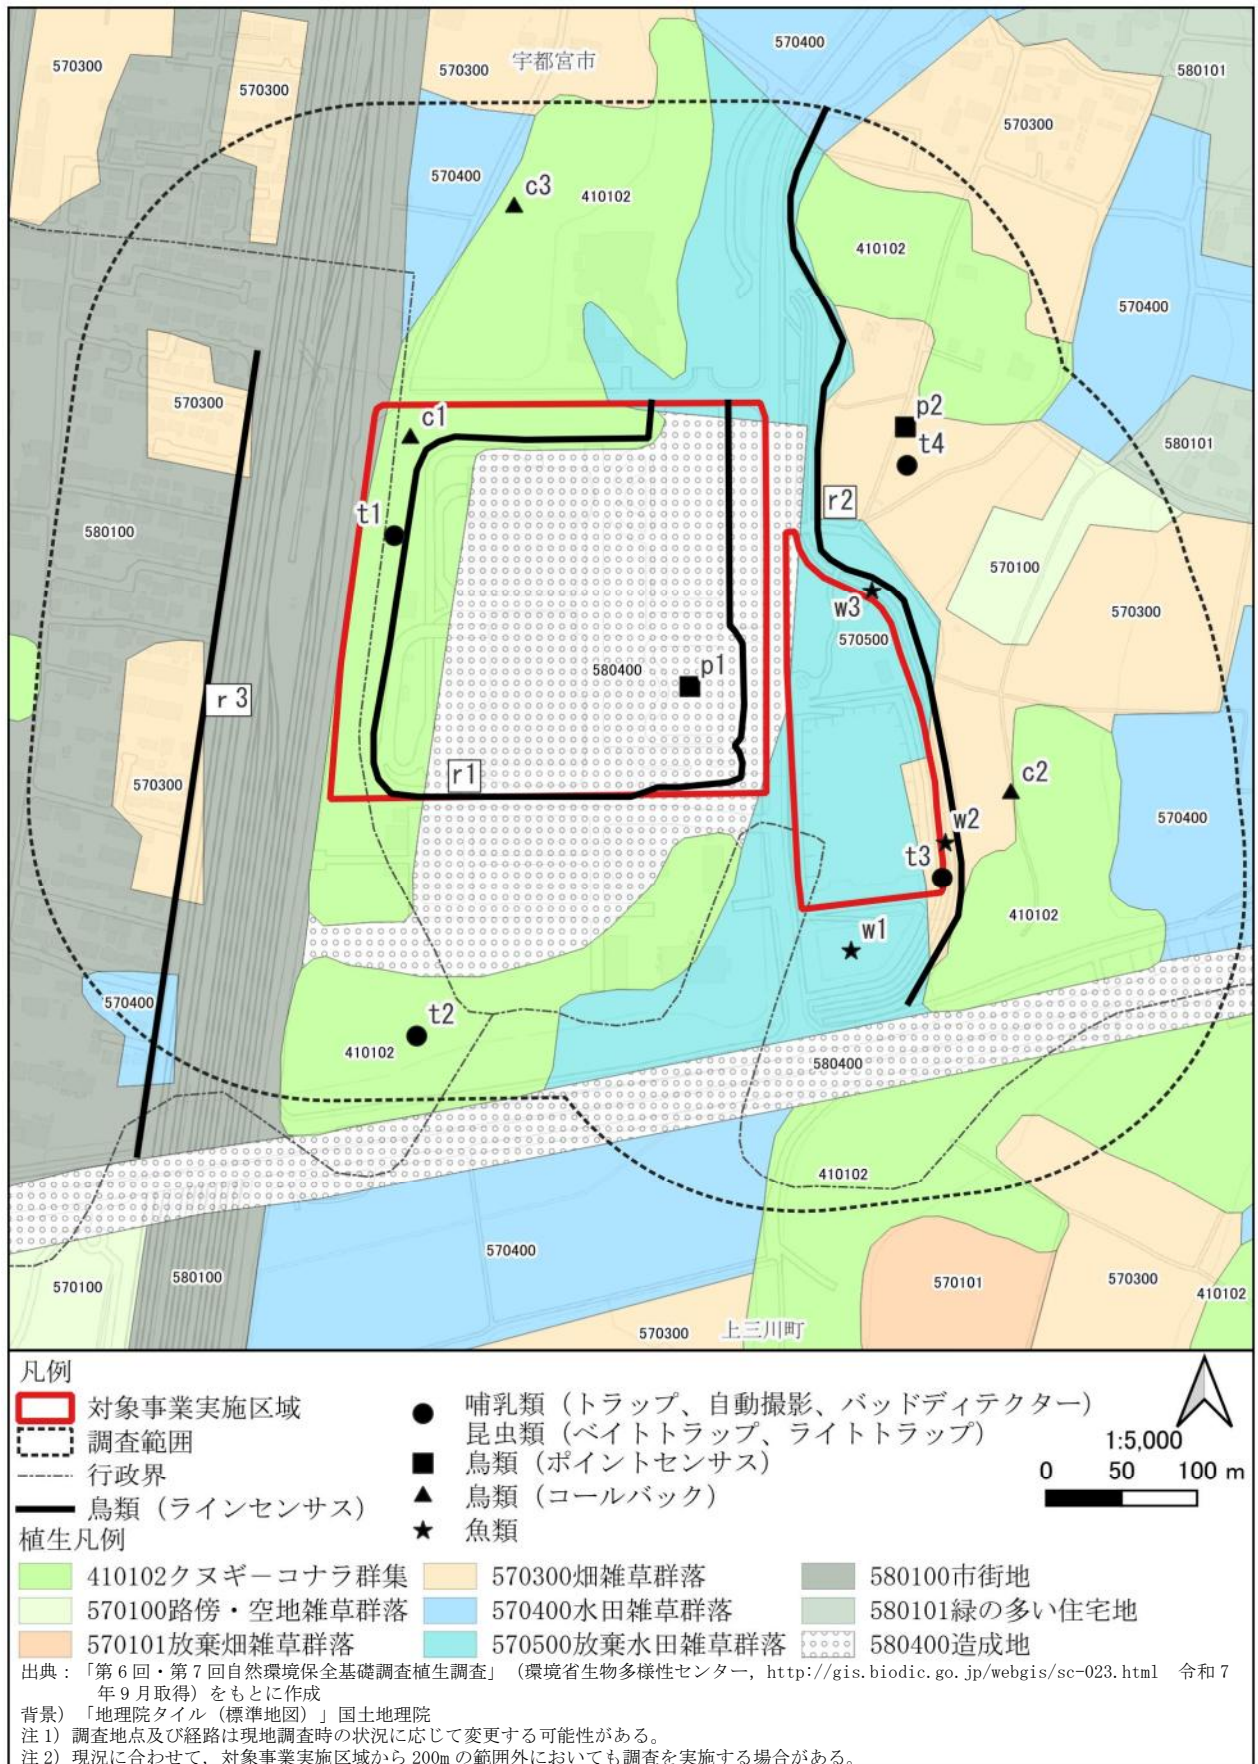 570300
570300
570300
宇都宮市
570400
580101
570300
570400
c3
410102
410102
570400
570300
c1
p2
t4
580101
t1
r2
580100
570100
w3
570300
570500
580400
p1
r3
r1
570300
c2
w2
570400
t3
410102
w1
570400
t2
410102
580400
410102
570400
580100
570100
570101
570300
410102
570300
上三川町
凡例
対象事業実施区域
調査範囲
行政界
鳥類（ラインセンサス）
哺乳類（トラップ、自動撮影、バッドディテクター）
昆虫類（ベイトトラップ、ライトトラップ）
鳥類（ポイントセンサス）
鳥類（コールバック）
魚類
1:5,000
0 50 100 m
植生凡例
410102クヌギーコナラ群集 570300畑雑草群落 580100市街地
570100路傍・空地雑草群落 570400水田雑草群落 580101緑の多い住宅地
570101放棄畑雑草群落 570500放棄水田雑草群落 580400造成地
出典：「第６回・第７回自然環境保全基礎調査植生調査」（環境省生物多様性センター，http://gis.biodic.go.jp/webgis/sc-023.html 令和７
年９月取得）をもとに作成
背景）「地理院タイル（標準地図）」国土地理院
注1）調査地点及び経路は現地調査時の状況に応じて変更する可能性がある。
注2）現況に合わせて，対象事業実施区域から200mの範囲外においても調査を実施する場合がある。